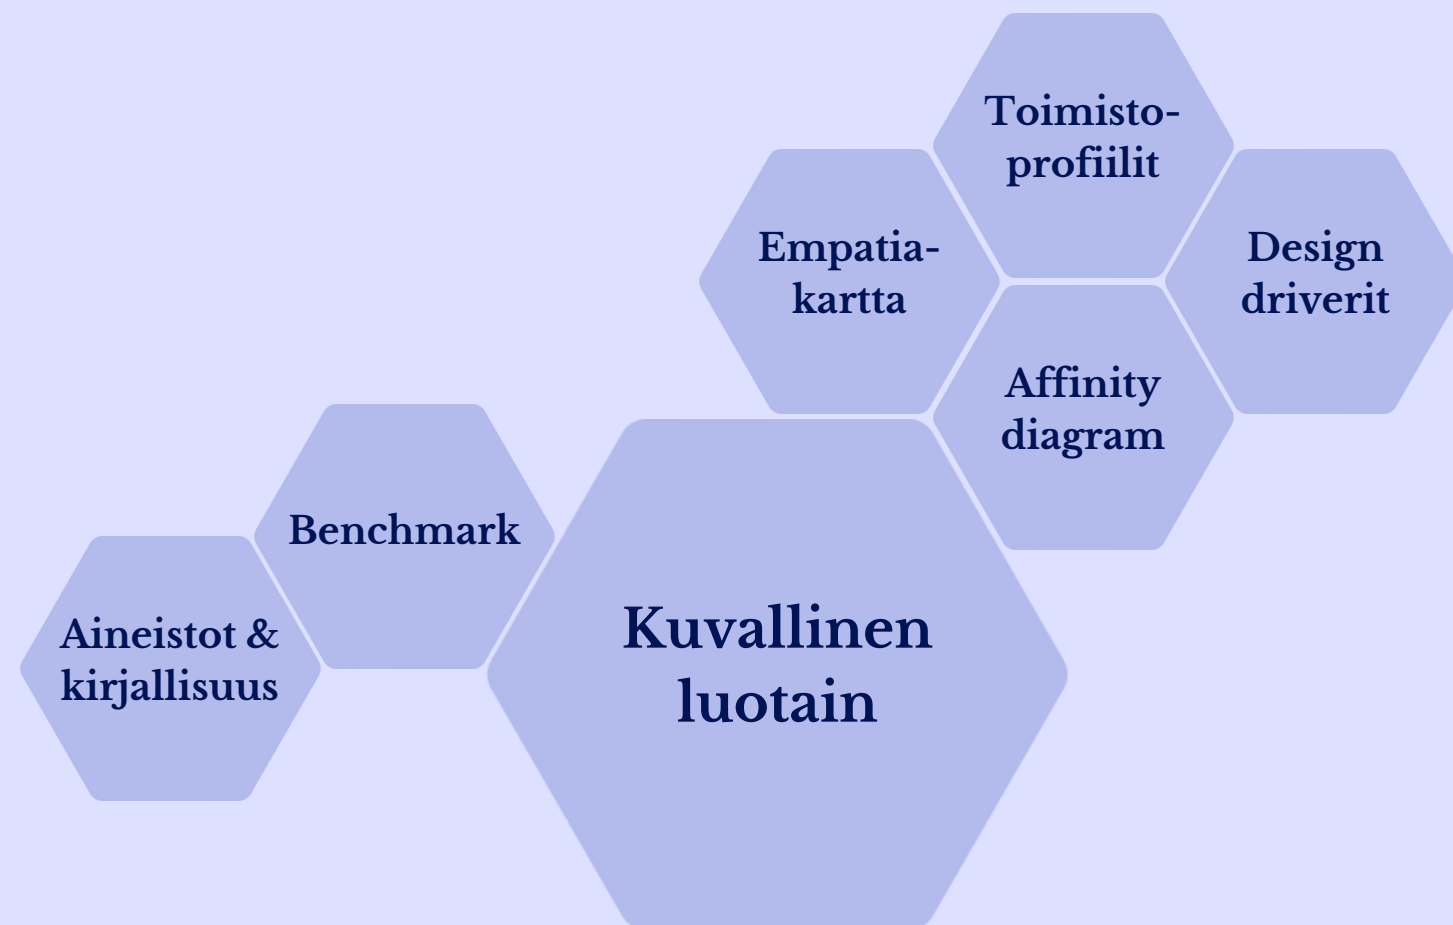 Toimisto-
profiilit
Empatia-
kartta
Design
driverit
Affinity
diagram
Benchmark
Aineistot &
kirjallisuus
Kuvallinen
luotain